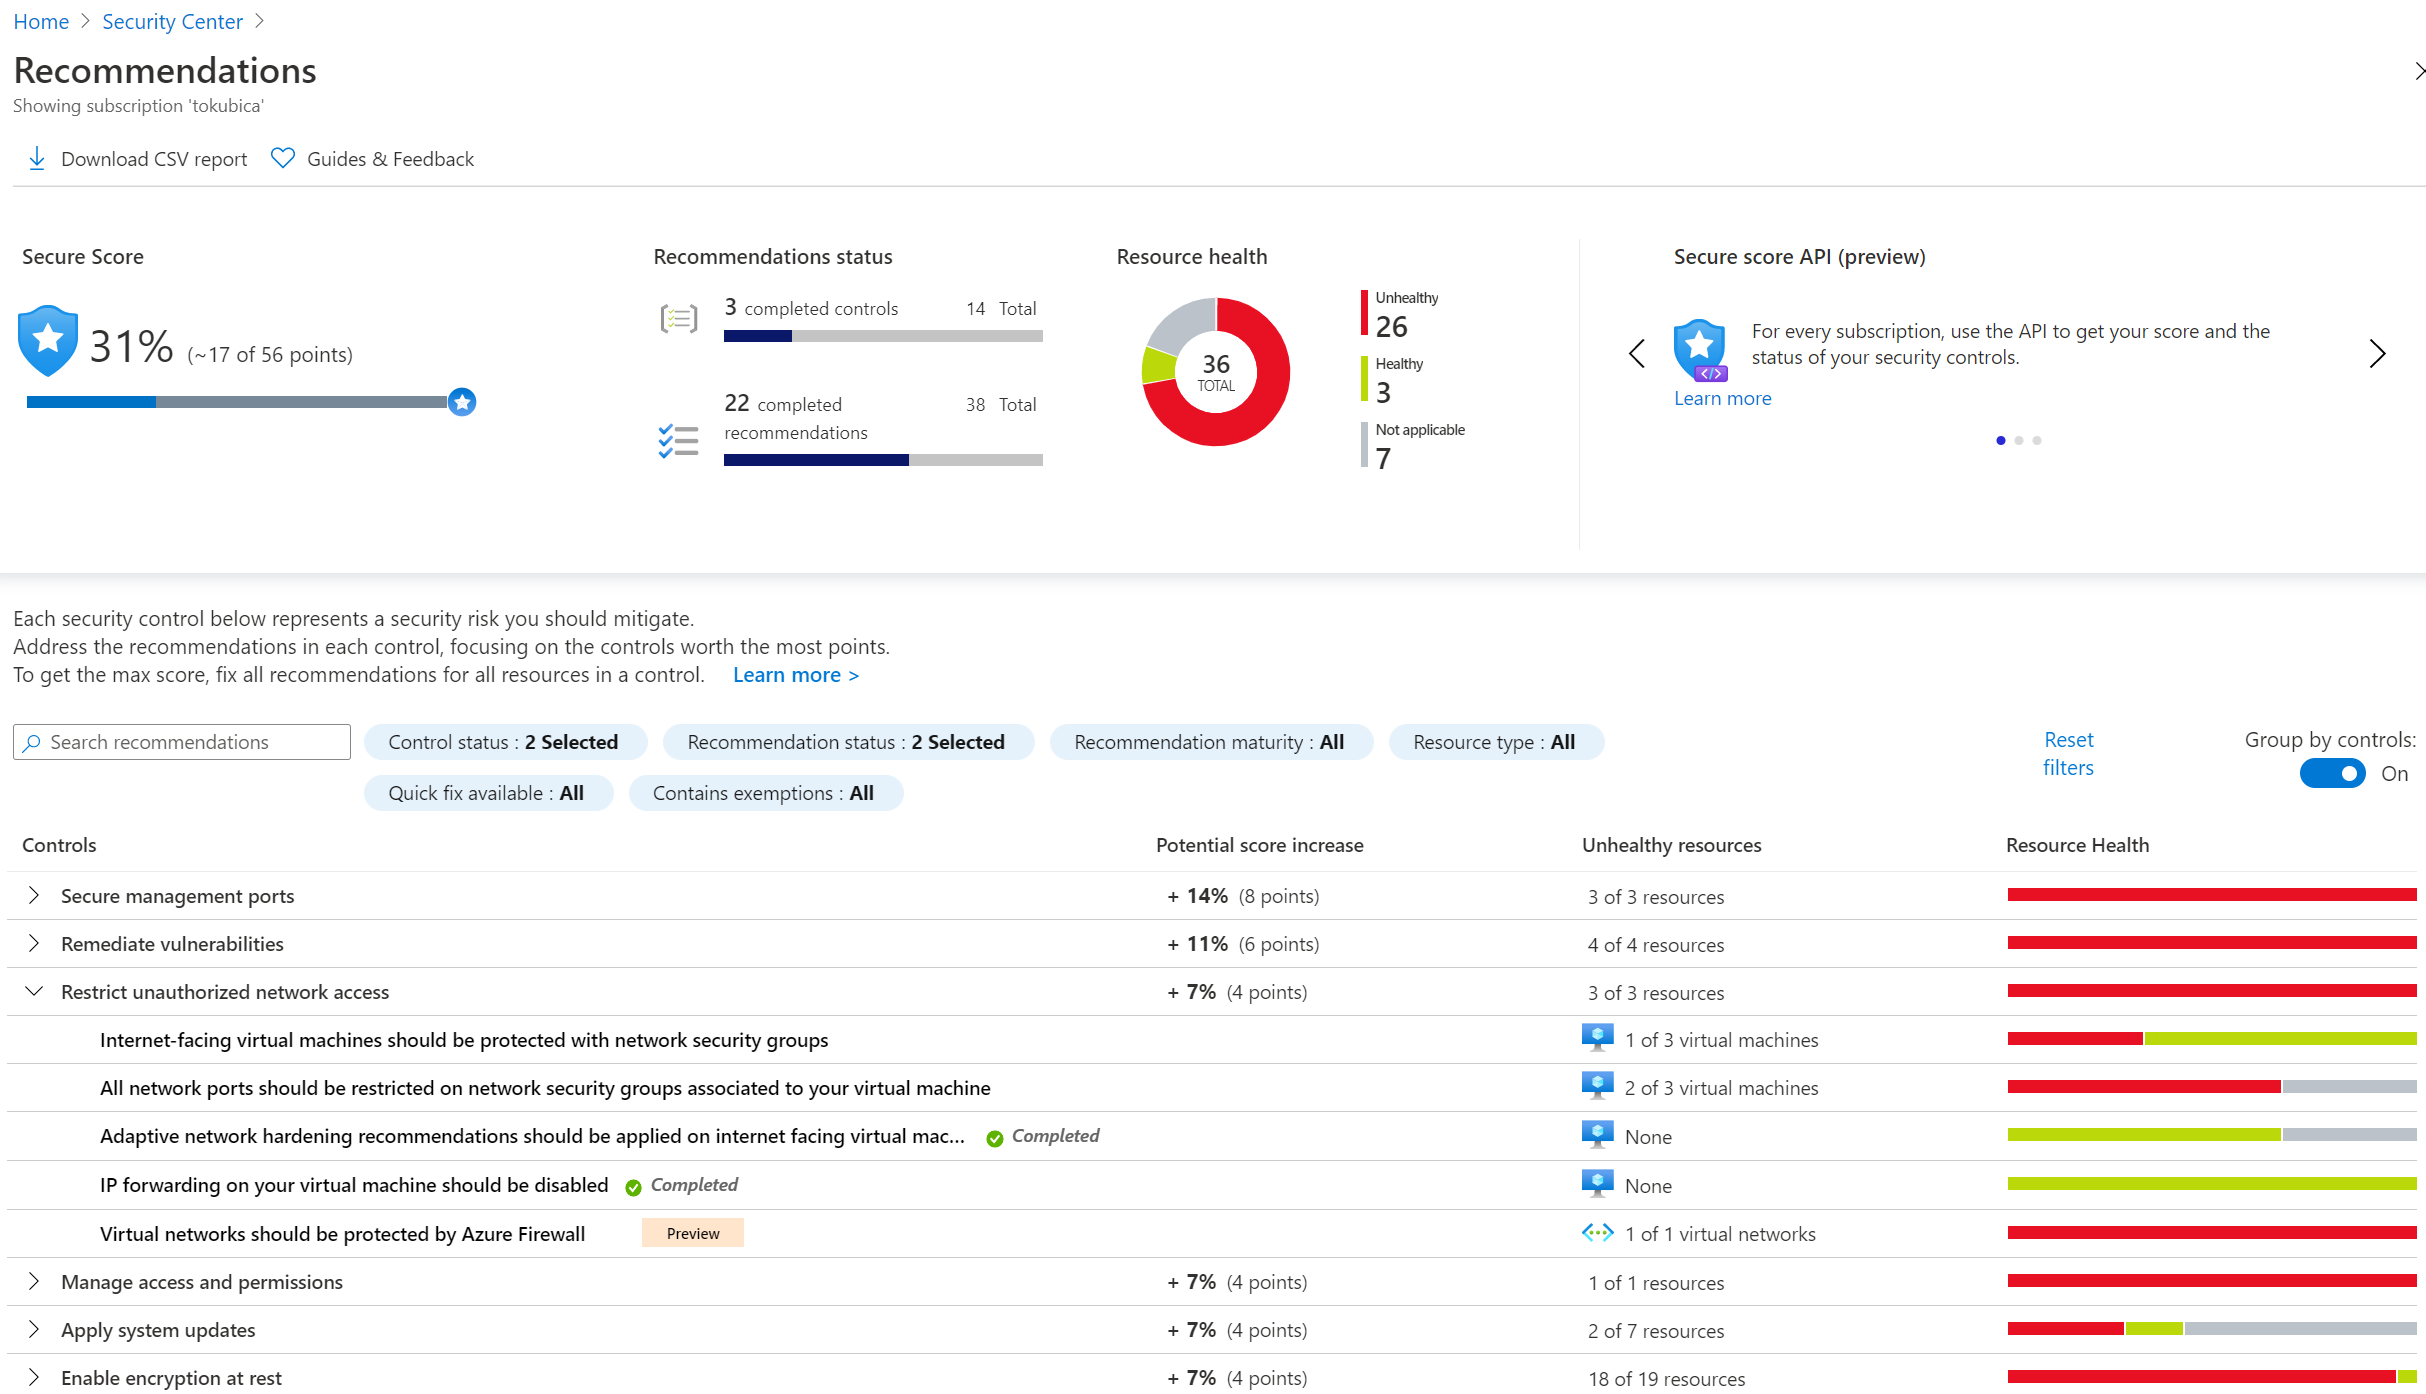 Home > Security Center >
Recommendations
Showing subscription 'tokubica'
Download CSV report Guides & Feedback
Secure Score
31% (~17 of 56 points)
Recommendations status
3 completed controls 14 Total
22 completed recommendations 38 Total
Resource health
36
TOTAL
Unhealthy
26
Healthy
3
Not applicable
7
Secure score API (preview)
For every subscription, use the API to get your score and the
status of your security controls.
Learn more
Each security control below represents a security risk you should mitigate.
Address the recommendations in each control, focusing on the controls worth the most points.
To get the max score, fix all recommendations for all resources in a control. Learn more >
Search recommendations Control status : 2 Selected Recommendation status : 2 Selected Recommendation maturity : All Resource type : All
Quick fix available : All Contains exemptions : All
Reset
filters
Group by controls:
On
Controls Potential score increase Unhealthy resources Resource Health
Secure management ports + 14% (8 points) 3 of 3 resources
Remediate vulnerabilities + 11% (6 points) 4 of 4 resources
Restrict unauthorized network access + 7% (4 points) 3 of 3 resources
Internet-facing virtual machines should be protected with network security groups 1 of 3 virtual machines
All network ports should be restricted on network security groups associated to your virtual machine 2 of 3 virtual machines
Adaptive network hardening recommendations should be applied on internet facing virtual mac... Completed None
IP forwarding on your virtual machine should be disabled Completed None
Virtual networks should be protected by Azure Firewall Preview 1 of 1 virtual networks
Manage access and permissions + 7% (4 points) 1 of 1 resources
Apply system updates + 7% (4 points) 2 of 7 resources
Enable encryption at rest + 7% (4 points) 18 of 19 resources